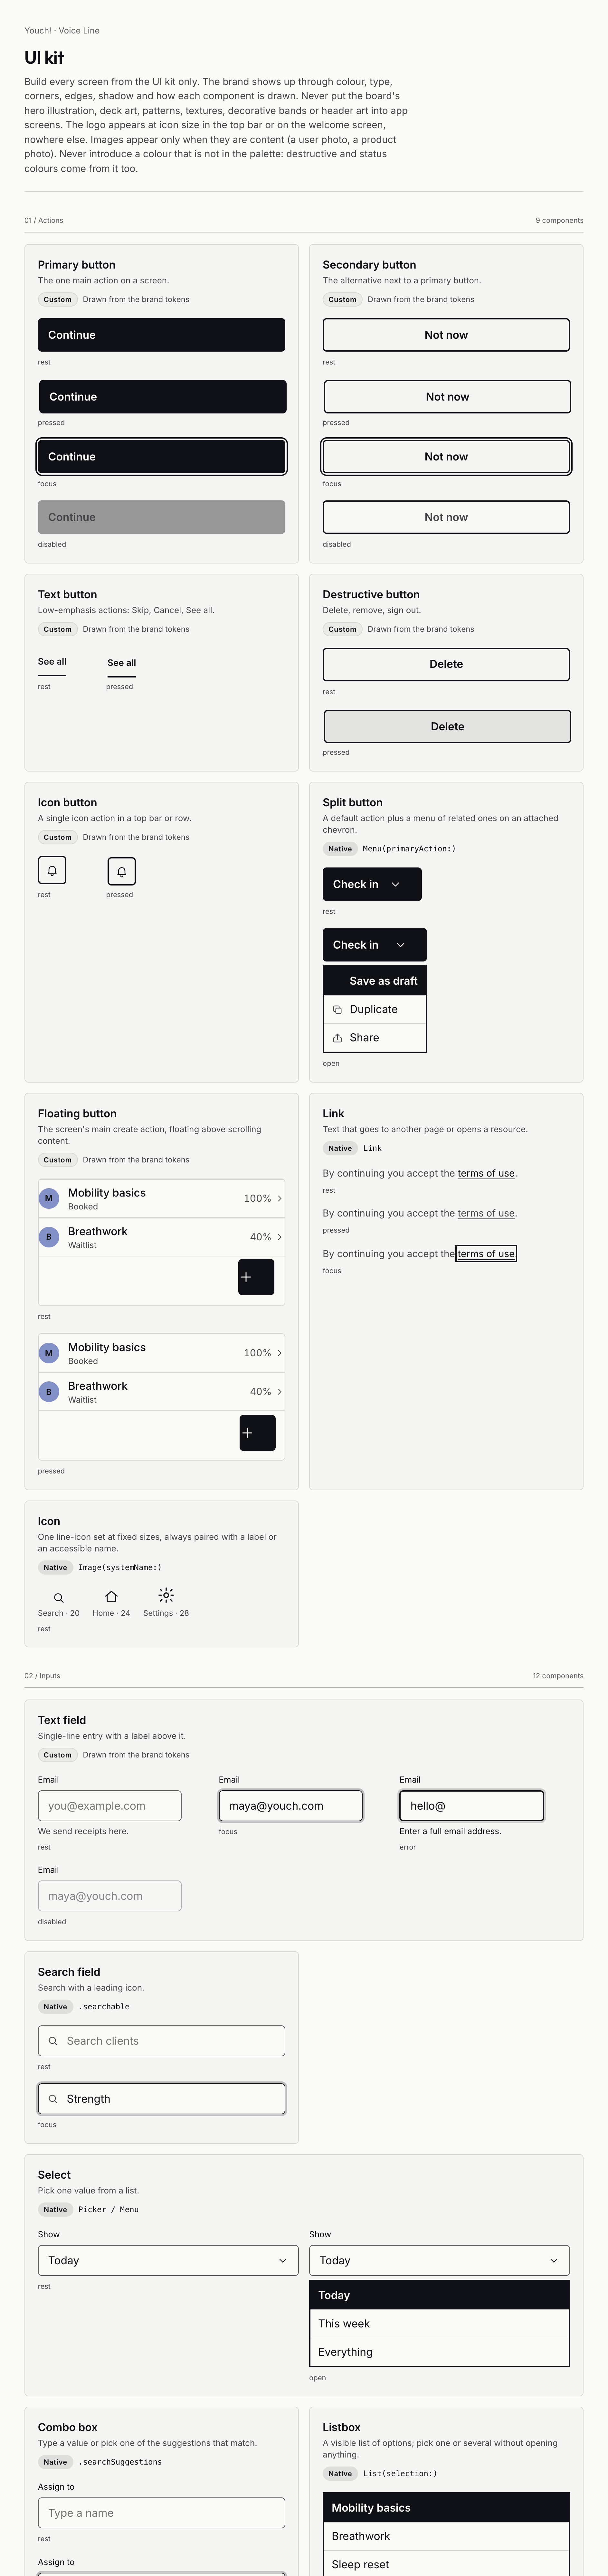 Youch! · Voice Line
UI kit
Build every screen from the UI kit only. The brand shows up through colour, type,
corners, edges, shadow and how each component is drawn. Never put the board's
hero illustration, deck art, patterns, textures, decorative bands or header art into app
screens. The logo appears at icon size in the top bar or on the welcome screen,
nowhere else. Images appear only when they are content (a user photo, a product
photo). Never introduce a colour that is not in the palette: destructive and status
colours come from it too.
01 / Actions
9 components
Primary button
The one main action on a screen.
Custom Drawn from the brand tokens
Continue
rest
Continue
pressed
Continue
focus
Continue
disabled
Secondary button
The alternative next to a primary button.
Custom Drawn from the brand tokens
Not now
rest
Not now
pressed
Not now
focus
Not now
disabled
Text button
Low-emphasis actions: Skip, Cancel, See all.
Custom Drawn from the brand tokens
See all
rest
See all
pressed
Destructive button
Delete, remove, sign out.
Custom Drawn from the brand tokens
Delete
rest
Delete
pressed
Icon button
A single icon action in a top bar or row.
Custom Drawn from the brand tokens
rest
pressed
Split button
A default action plus a menu of related ones on an attached
chevron.
Native Menu(primaryAction:)
Check in
rest
Check in
Save as draft
Duplicate
Share
open
Floating button
The screen's main create action, floating above scrolling
content.
Custom Drawn from the brand tokens
M Mobility basics 100%
Booked
B Breathwork 40%
Waitlist
rest
M Mobility basics 100%
Booked
B Breathwork 40%
Waitlist
pressed
Link
Text that goes to another page or opens a resource.
Native Link
By continuing you accept the terms of use.
rest
By continuing you accept the terms of use.
pressed
By continuing you accept the terms of use.
focus
Icon
One line-icon set at fixed sizes, always paired with a label or
an accessible name.
Native Image(systemName:)
Search · 20 Home · 24 Settings · 28
rest
02 / Inputs
12 components
Text field
Single-line entry with a label above it.
Custom Drawn from the brand tokens
Email
you@example.com
We send receipts here.
rest
Email
maya@youch.com
focus
Email
hello@
Enter a full email address.
error
Email
maya@youch.com
disabled
Search field
Search with a leading icon.
Native .searchable
Search clients
rest
Strength
focus
Select
Pick one value from a list.
Native Picker / Menu
Show
Today
rest
Show
Today
Today
This week
Everything
open
Combo box
Type a value or pick one of the suggestions that match.
Native .searchSuggestions
Assign to
Type a name
rest
Assign to
Listbox
A visible list of options; pick one or several without opening
anything.
Native List(selection:)
Mobility basics
Breathwork
Sleep reset